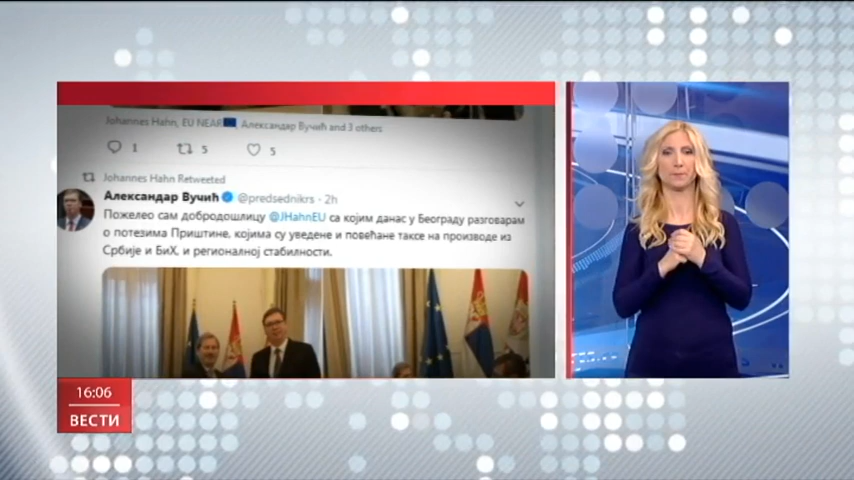 Johannes Hahn, EU NEAR, Александар Вучић and 3 others
1 5 5
Johannes Hahn Retweeted
Александар Вучић @predsednikrs · 2h
Пожелео сам добродошлицу @JHahnEU са којим данас у Београду разговарам
о потезима Приштине, којима су уведене и повећане таксе на производе из
Србије и БиХ, и регионалној стабилности.
16:06
ВЕСТИ